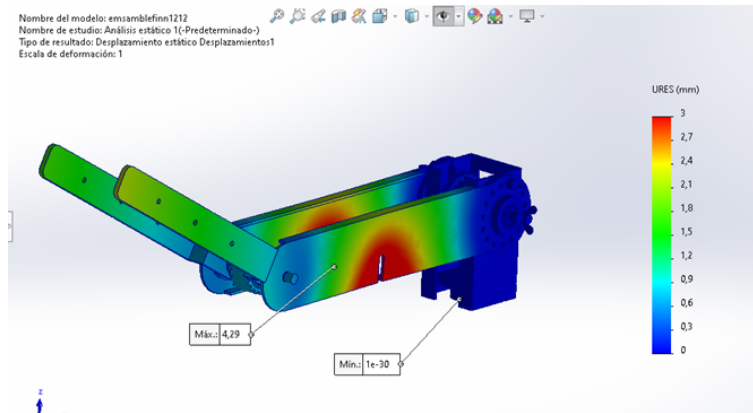 Nombre del modelo: emsamblefinn1212
Nombre de estudio: Análisis estático 1(-Predeterminado-)
Tipo de resultado: Desplazamiento estático Desplazamientos1
Escala de deformación: 1
URES (mm)
3
2,7
2,4
2,1
1,8
1,5
1,2
0,9
0,6
0,3
0
Máx.: 4,29
Mín.: 1e-30
z